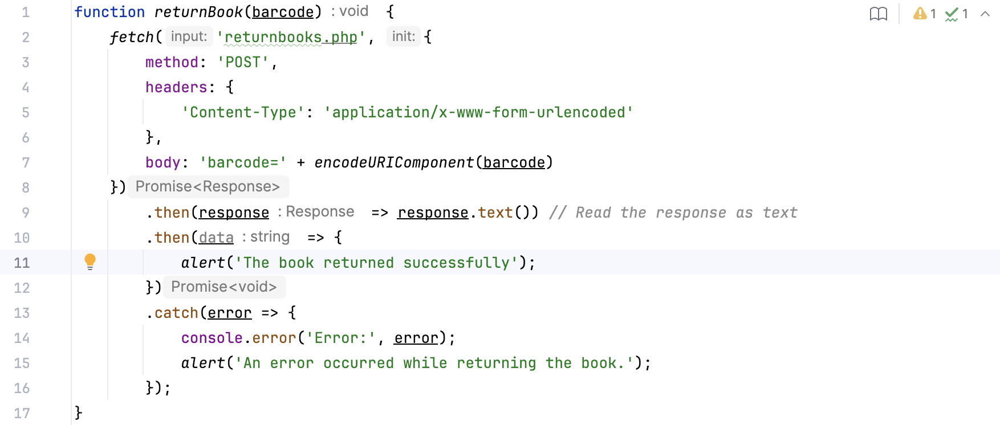 1 function returnBook(barcode) : void {
2 fetch( input: 'returnbooks.php', init: {
3 method: 'POST',
4 headers: {
5 'Content-Type': 'application/x-www-form-urlencoded'
6 },
7 body: 'barcode=' + encodeURIComponent(barcode)
8 }) Promise<Response>
9 .then(response : Response => response.text()) // Read the response as text
10 .then(data : string => {
11 alert('The book returned successfully');
12 }) Promise<void>
13 .catch(error => {
14 console.error('Error:', error);
15 alert('An error occurred while returning the book.');
16 });
17 }
1 1